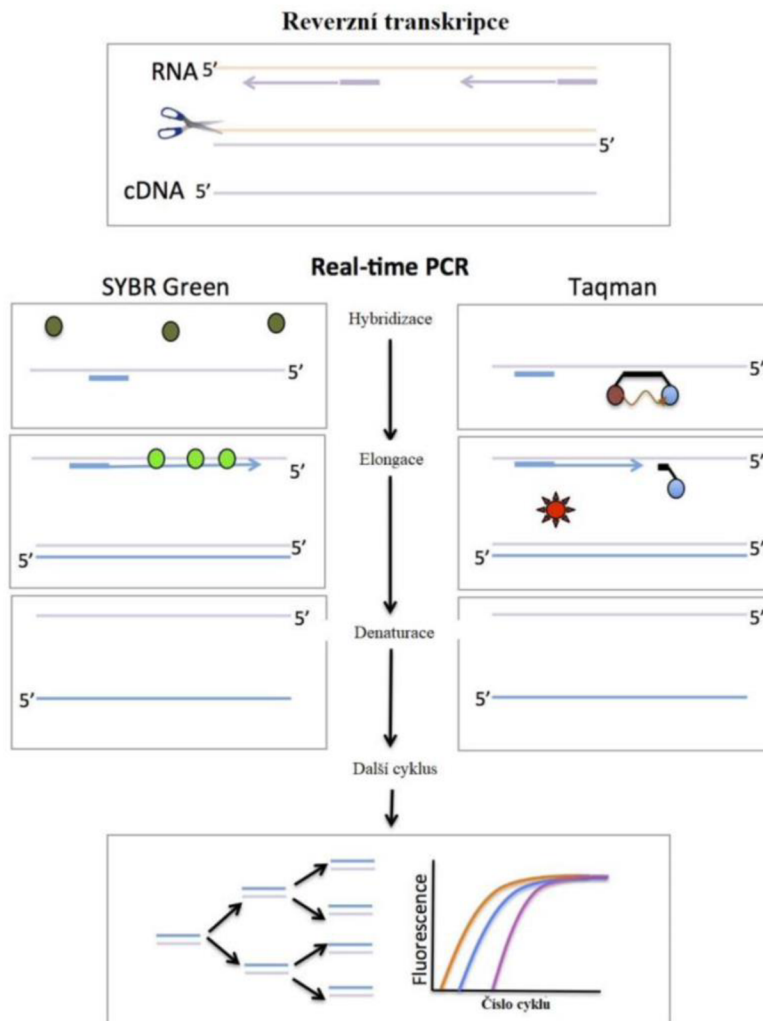 Reverzní transkripce
RNA 5’
5’
cDNA 5’
Real-time PCR
SYBR Green
Taqman
Hybridizace
5’
5’
Elongace
5’
5’
5’
5’
5’
5’
Denaturace
5’
5’
5’
5’
Další cyklus
Fluorescence
Číslo cyklu